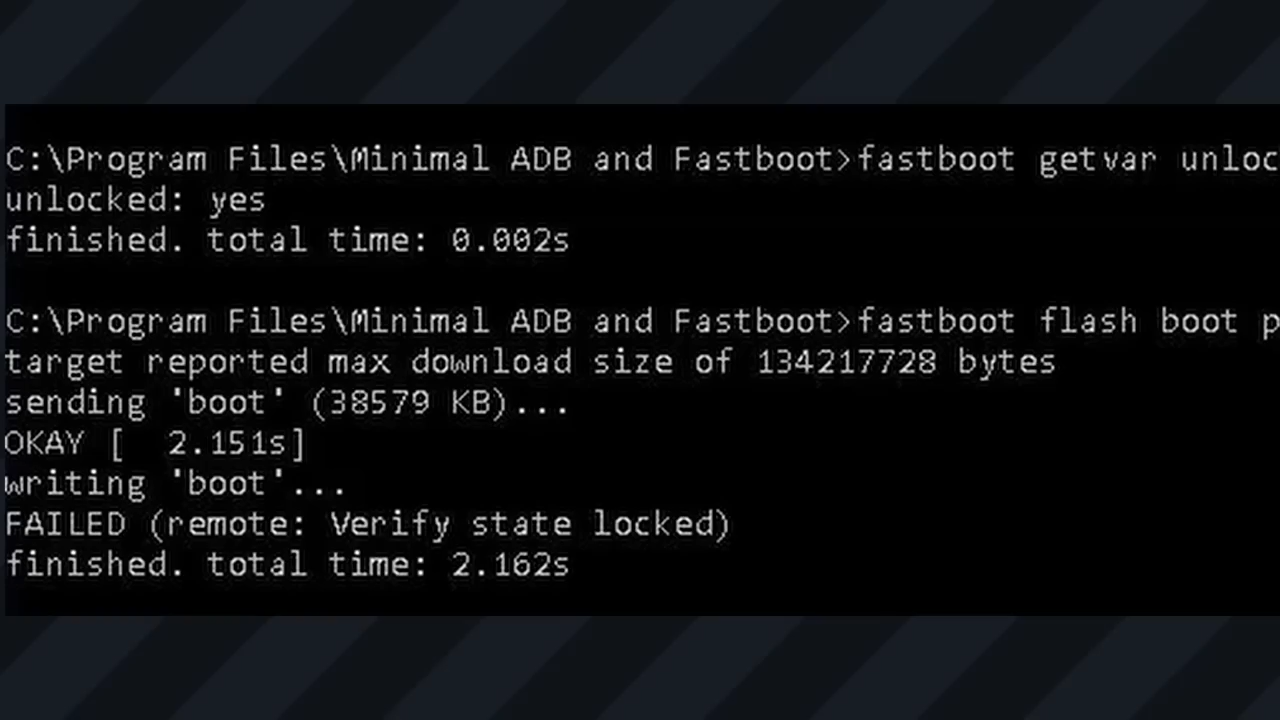 C:\Program Files\Minimal ADB and Fastboot>fastboot getvar unloc
unlocked: yes
finished. total time: 0.002s
C:\Program Files\Minimal ADB and Fastboot>fastboot flash boot p
target reported max download size of 134217728 bytes
sending 'boot' (38579 KB)...
OKAY [  2.151s]
writing 'boot'...
FAILED (remote: Verify state locked)
finished. total time: 2.162s